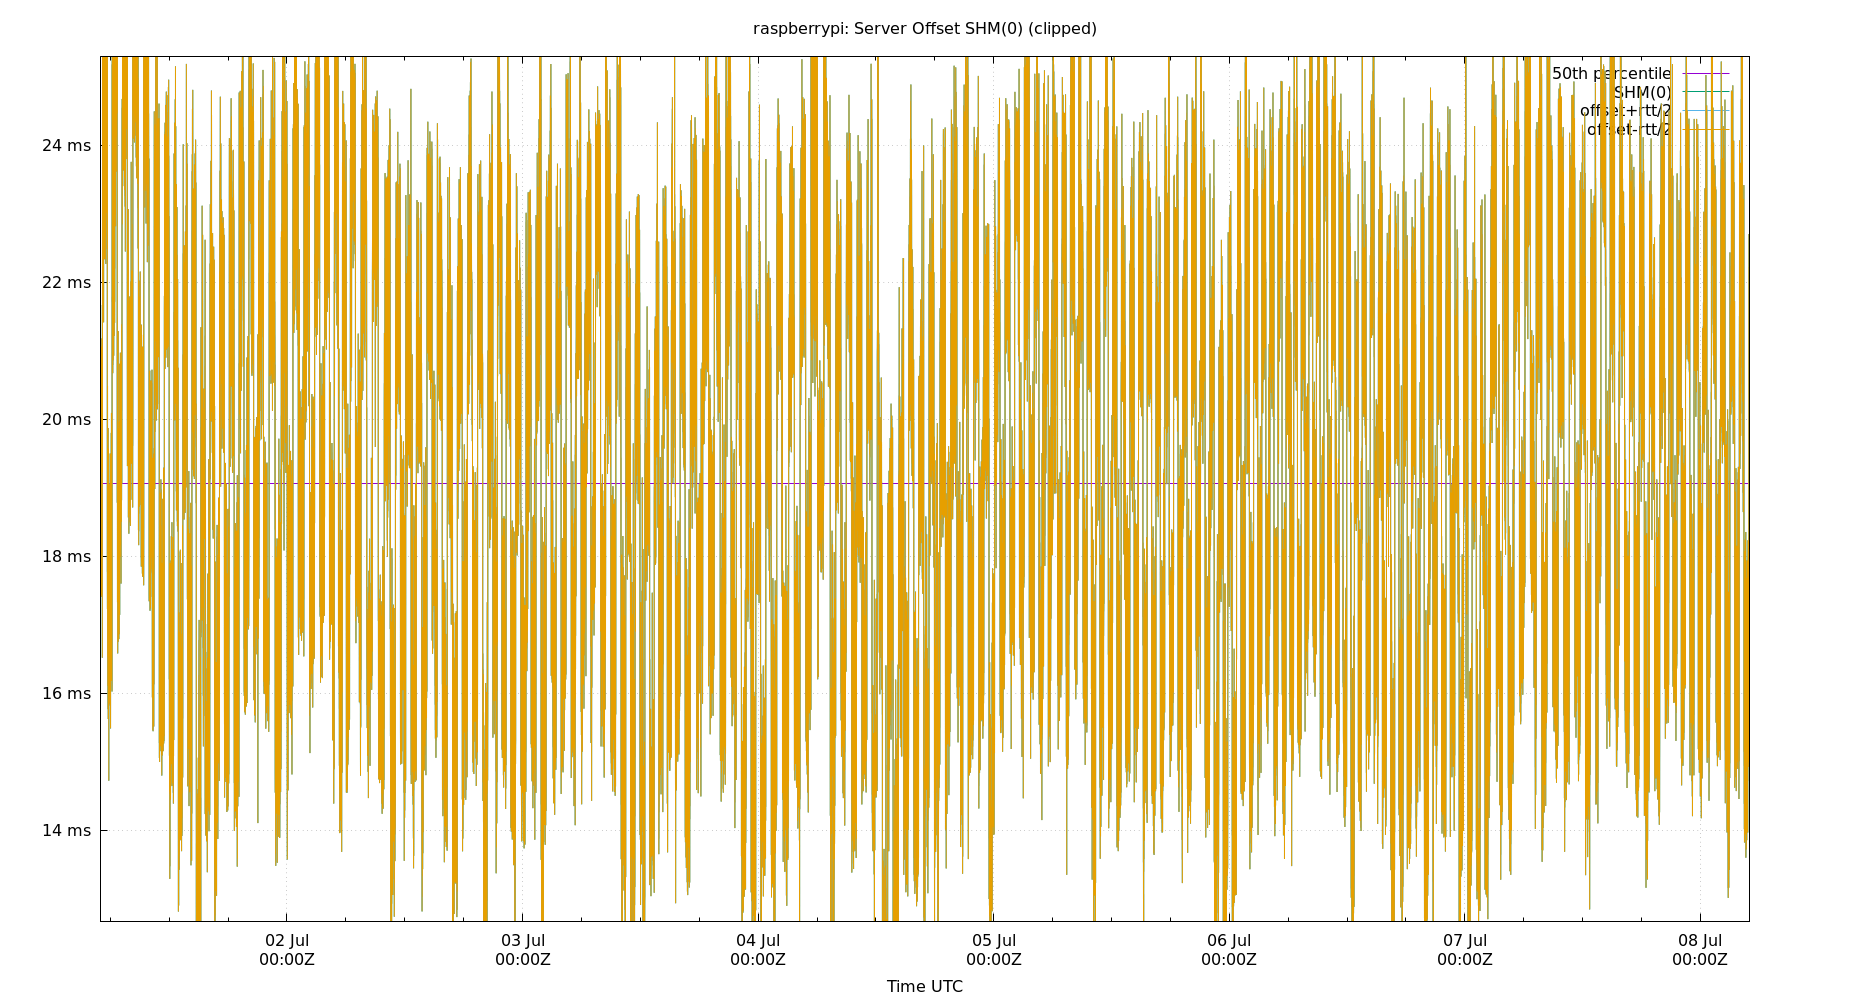 raspberrypi: Server Offset SHM(0) (clipped)
50th percentile
SHM(0)
offset+rtt/2
offset-rtt/2
24 ms
22 ms
20 ms
18 ms
16 ms
14 ms
02 Jul 03 Jul 04 Jul 05 Jul 06 Jul 07 Jul 08 Jul
00:00Z 00:00Z 00:00Z 00:00Z 00:00Z 00:00Z 00:00Z
Time UTC